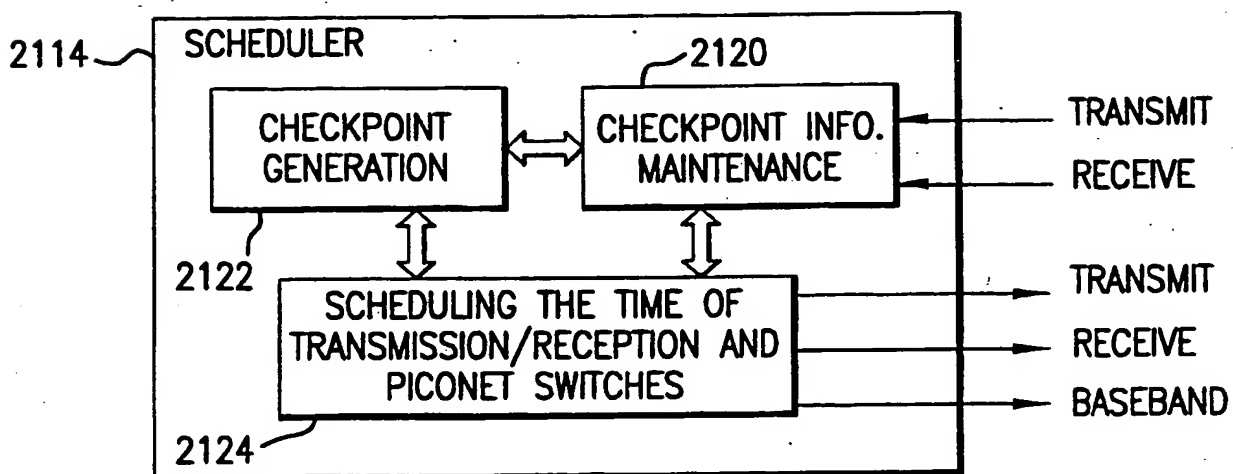 2114
SCHEDULER
2120
CHECKPOINT
GENERATION
CHECKPOINT INFO.
MAINTENANCE
TRANSMIT
RECEIVE
2122
SCHEDULING THE TIME OF
TRANSMISSION/RECEPTION AND
PICONET SWITCHES
TRANSMIT
RECEIVE
BASEBAND
2124